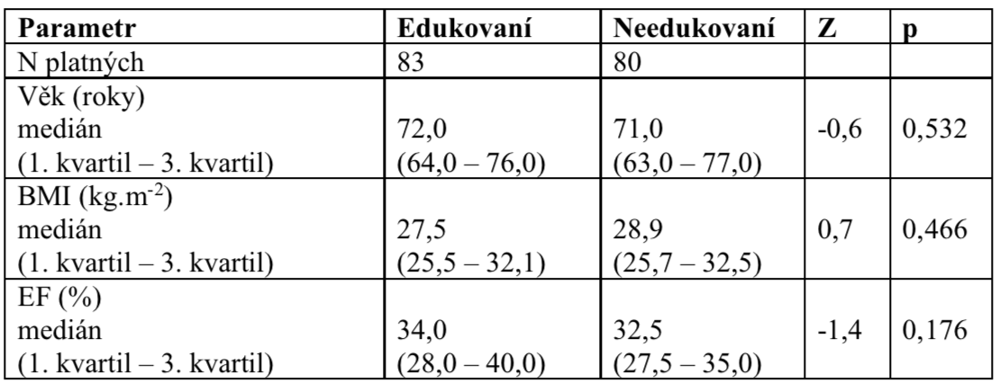 Parametr Edukovaní Needukovaní Z p
N platných 83 80
Věk (roky)
medián 72,0 71,0 -0,6 0,532
(1. kvartil – 3. kvartil) (64,0 – 76,0) (63,0 – 77,0)
BMI (kg.m-2)
medián 27,5 28,9 0,7 0,466
(1. kvartil – 3. kvartil) (25,5 – 32,1) (25,7 – 32,5)
EF (%)
medián 34,0 32,5 -1,4 0,176
(1. kvartil – 3. kvartil) (28,0 – 40,0) (27,5 – 35,0)